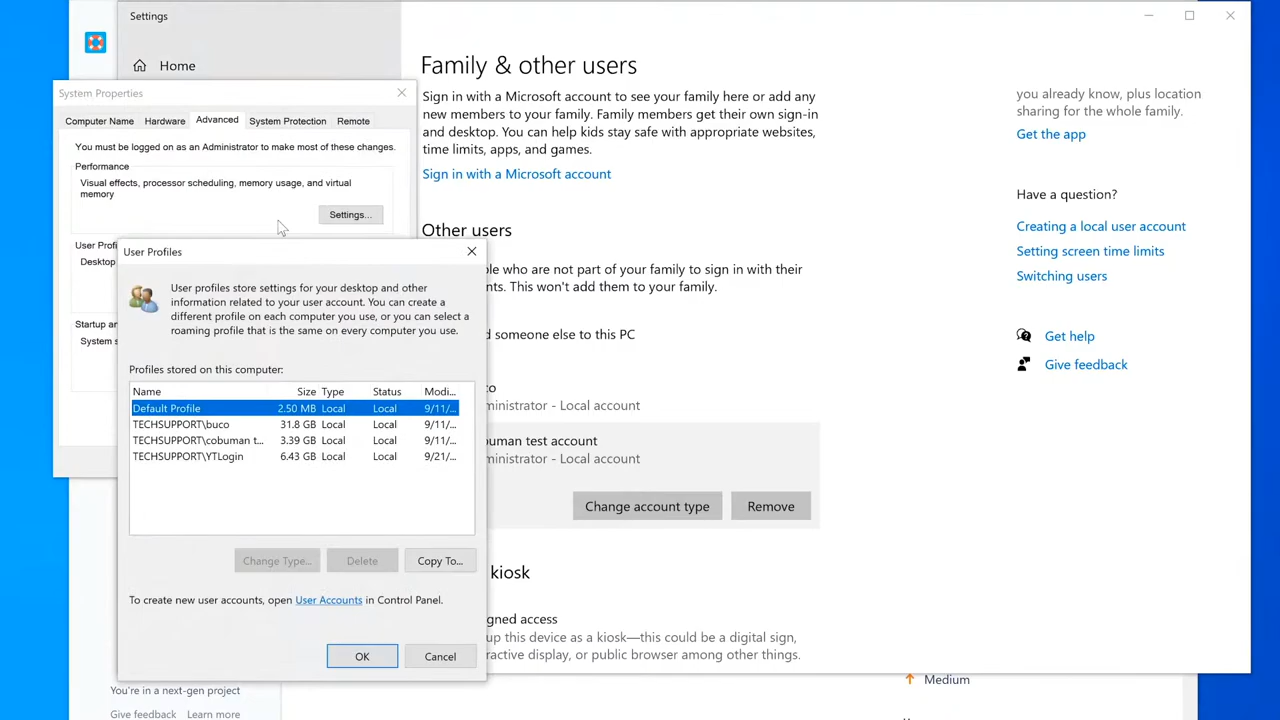 Settings
Home
System Properties
Computer Name
Hardware
Advanced
System Protection
Remote
You must be logged on as an Administrator to make most of these changes.
Performance
Visual effects, processor scheduling, memory usage, and virtual
memory
Settings...
User Profi
Desktop
Startup an
System s
User Profiles
User profiles store settings for your desktop and other
information related to your user account. You can create a
different profile on each computer you use, or you can select a
roaming profile that is the same on every computer you use.
Profiles stored on this computer:
Name Size Type Status Modi...
Default Profile 2.50 MB Local Local 9/11/...
TECHSUPPORT\buco 31.8 GB Local Local 9/11/...
TECHSUPPORT\cobuman t... 3.39 GB Local Local 9/11/...
TECHSUPPORT\YTLogin 6.43 GB Local Local 9/21/...
Change Type...
Delete
Copy To...
To create new user accounts, open User Accounts in Control Panel.
OK
Cancel
Family & other users
Sign in with a Microsoft account to see your family here or add any
new members to your family. Family members get their own sign-in
and desktop. You can help kids stay safe with appropriate websites,
time limits, apps, and games.
Sign in with a Microsoft account
Other users
ple who are not part of your family to sign in with their
nts. This won't add them to your family.
d someone else to this PC
co
ministrator - Local account
buman test account
ministrator - Local account
Change account type
Remove
kiosk
gned access
up this device as a kiosk—this could be a digital sign,
ractive display, or public browser among other things.
you already know, plus location
sharing for the whole family.
Get the app
Have a question?
Creating a local user account
Setting screen time limits
Switching users
Get help
Give feedback
You're in a next-gen project
Give feedback
Learn more
Medium